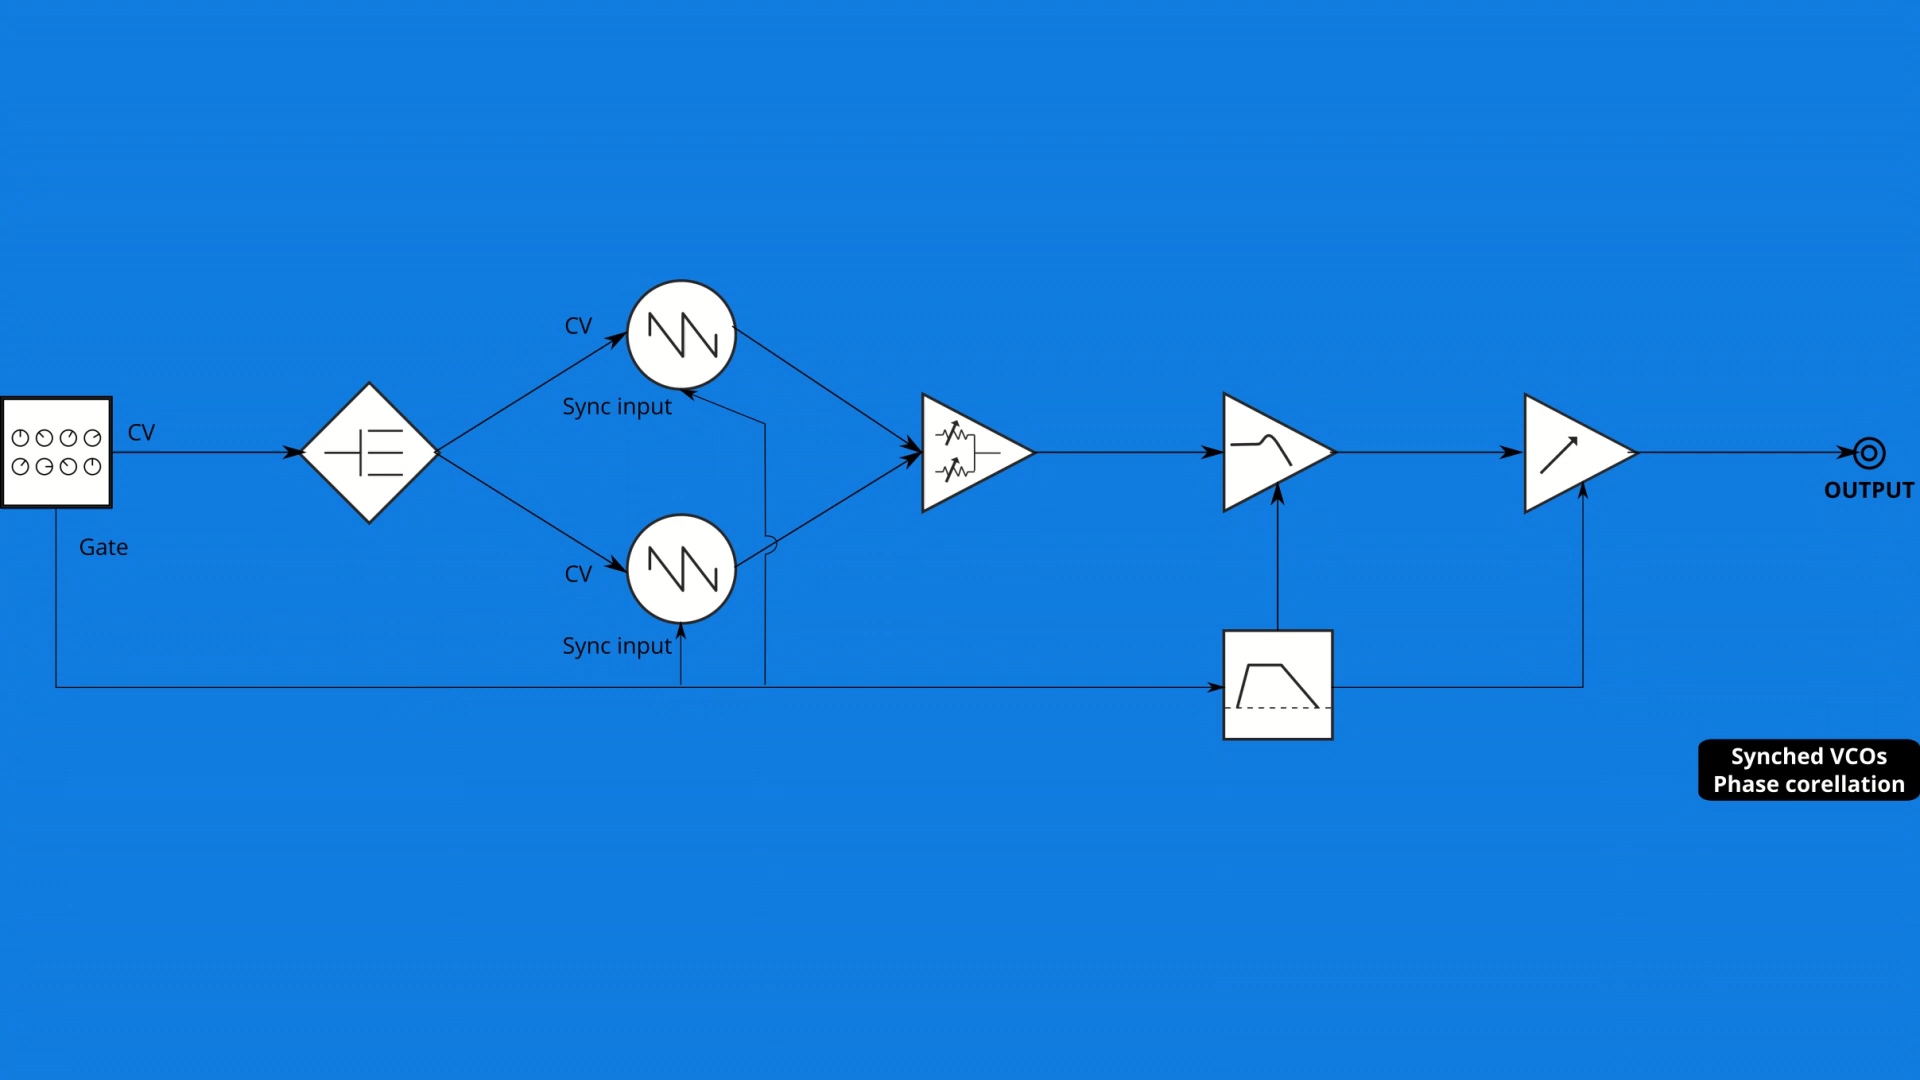 CV
Sync input
CV
Gate
CV
Sync input
OUTPUT
Synched VCOs
Phase corellation